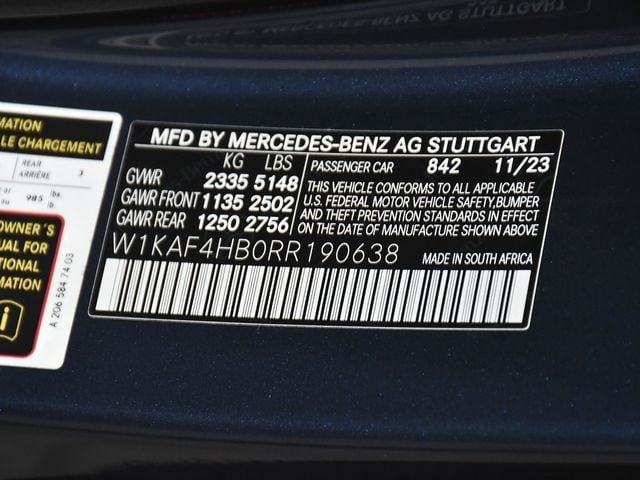 MATION
LE CHARGEMENT
REAR
ARRIÈRE
3
985 lbs.
OWNER´S
UAL FOR
TIONAL
MATION
i
A 206 584 74 03
MFD BY MERCEDES-BENZ AG STUTTGART
KG LBS
GVWR 2335 5148
GAWR FRONT 1135 2502
GAWR REAR 1250 2756
PASSENGER CAR 842 11/23
THIS VEHICLE CONFORMS TO ALL APPLICABLE
U.S. FEDERAL MOTOR VEHICLE SAFETY,BUMPER
AND THEFT PREVENTION STANDARDS IN EFFECT
ON THE DATE OF MANUFACTURE SHOWN ABOVE
W1KAF4HB0RR190638
MADE IN SOUTH AFRICA